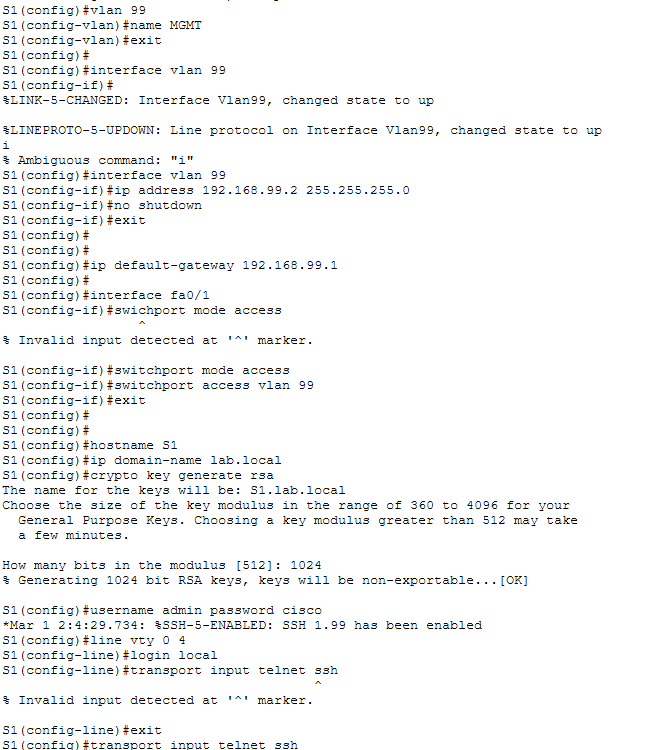 S1(config)#vlan 99
S1(config-vlan)#name MGMT
S1(config-vlan)#exit
S1(config)#
S1(config)#interface vlan 99
S1(config-if)#
%LINK-5-CHANGED: Interface Vlan99, changed state to up
%LINEPROTO-5-UPDOWN: Line protocol on Interface Vlan99, changed state to up
i
% Ambiguous command: "i"
S1(config)#interface vlan 99
S1(config-if)#ip address 192.168.99.2 255.255.255.0
S1(config-if)#no shutdown
S1(config-if)#exit
S1(config)#
S1(config)#
S1(config)#ip default-gateway 192.168.99.1
S1(config)#
S1(config)#interface fa0/1
S1(config-if)#swichport mode access
^
% Invalid input detected at '^' marker.
S1(config-if)#switchport mode access
S1(config-if)#switchport access vlan 99
S1(config-if)#exit
S1(config)#
S1(config)#
S1(config)#hostname S1
S1(config)#ip domain-name lab.local
S1(config)#crypto key generate rsa
The name for the keys will be: S1.lab.local
Choose the size of the key modulus in the range of 360 to 4096 for your
General Purpose Keys. Choosing a key modulus greater than 512 may take
a few minutes.
How many bits in the modulus [512]: 1024
% Generating 1024 bit RSA keys, keys will be non-exportable...[OK]
S1(config)#username admin password cisco
*Mar 1 2:4:29.734: %SSH-5-ENABLED: SSH 1.99 has been enabled
S1(config)#line vty 0 4
S1(config-line)#login local
S1(config-line)#transport input telnet ssh
^
% Invalid input detected at '^' marker.
S1(config-line)#exit
S1(config)#transport input telnet ssh